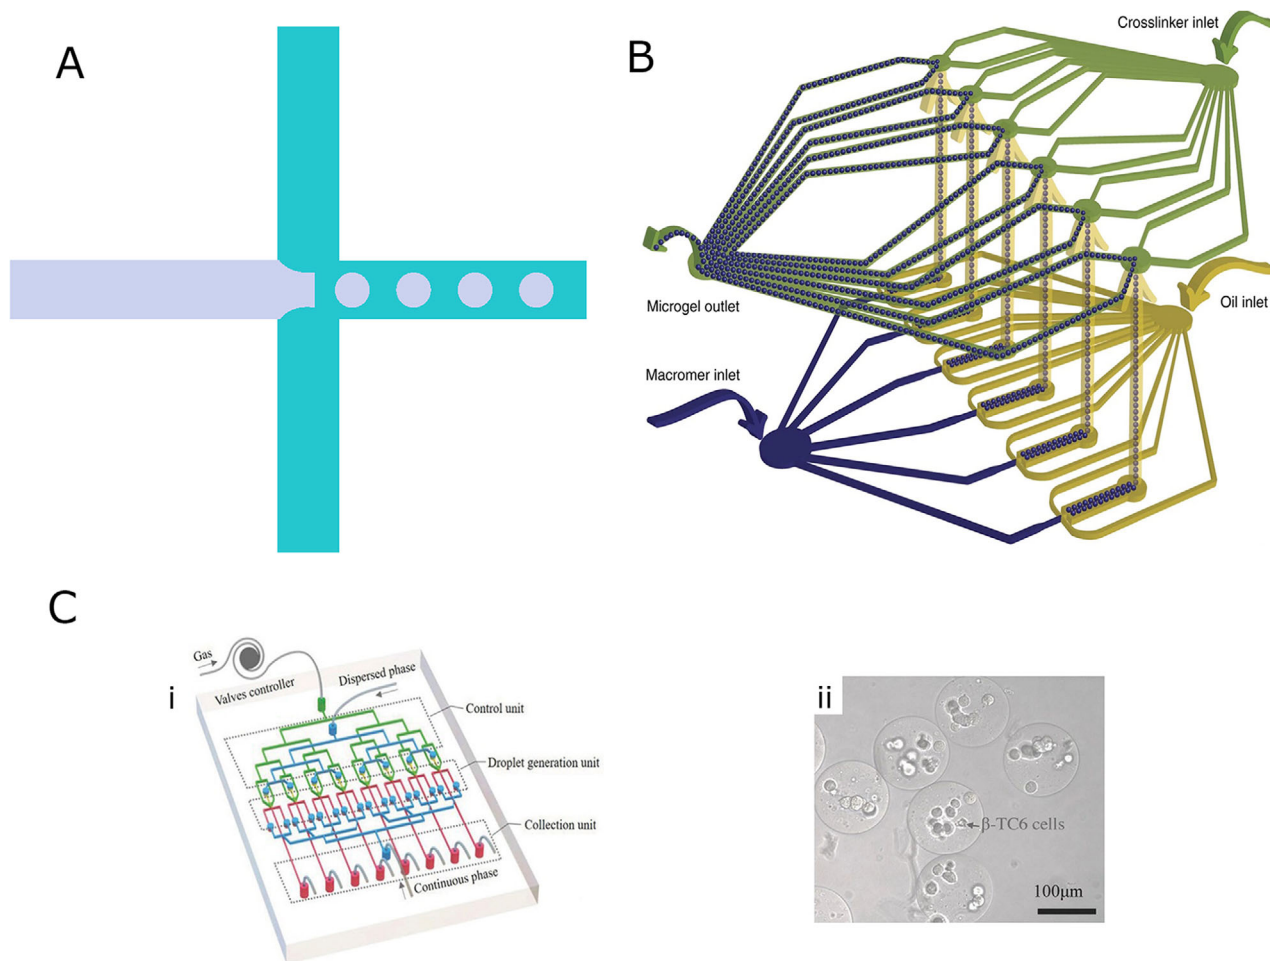 A
B
Crosslinker inlet
Microgel outlet
Oil inlet
Macromer inlet
C
i
Gas
Valves controller
Dispersed phase
Control unit
Droplet generation unit
Collection unit
Continuous phase
ii
β-TC6 cells
100μm